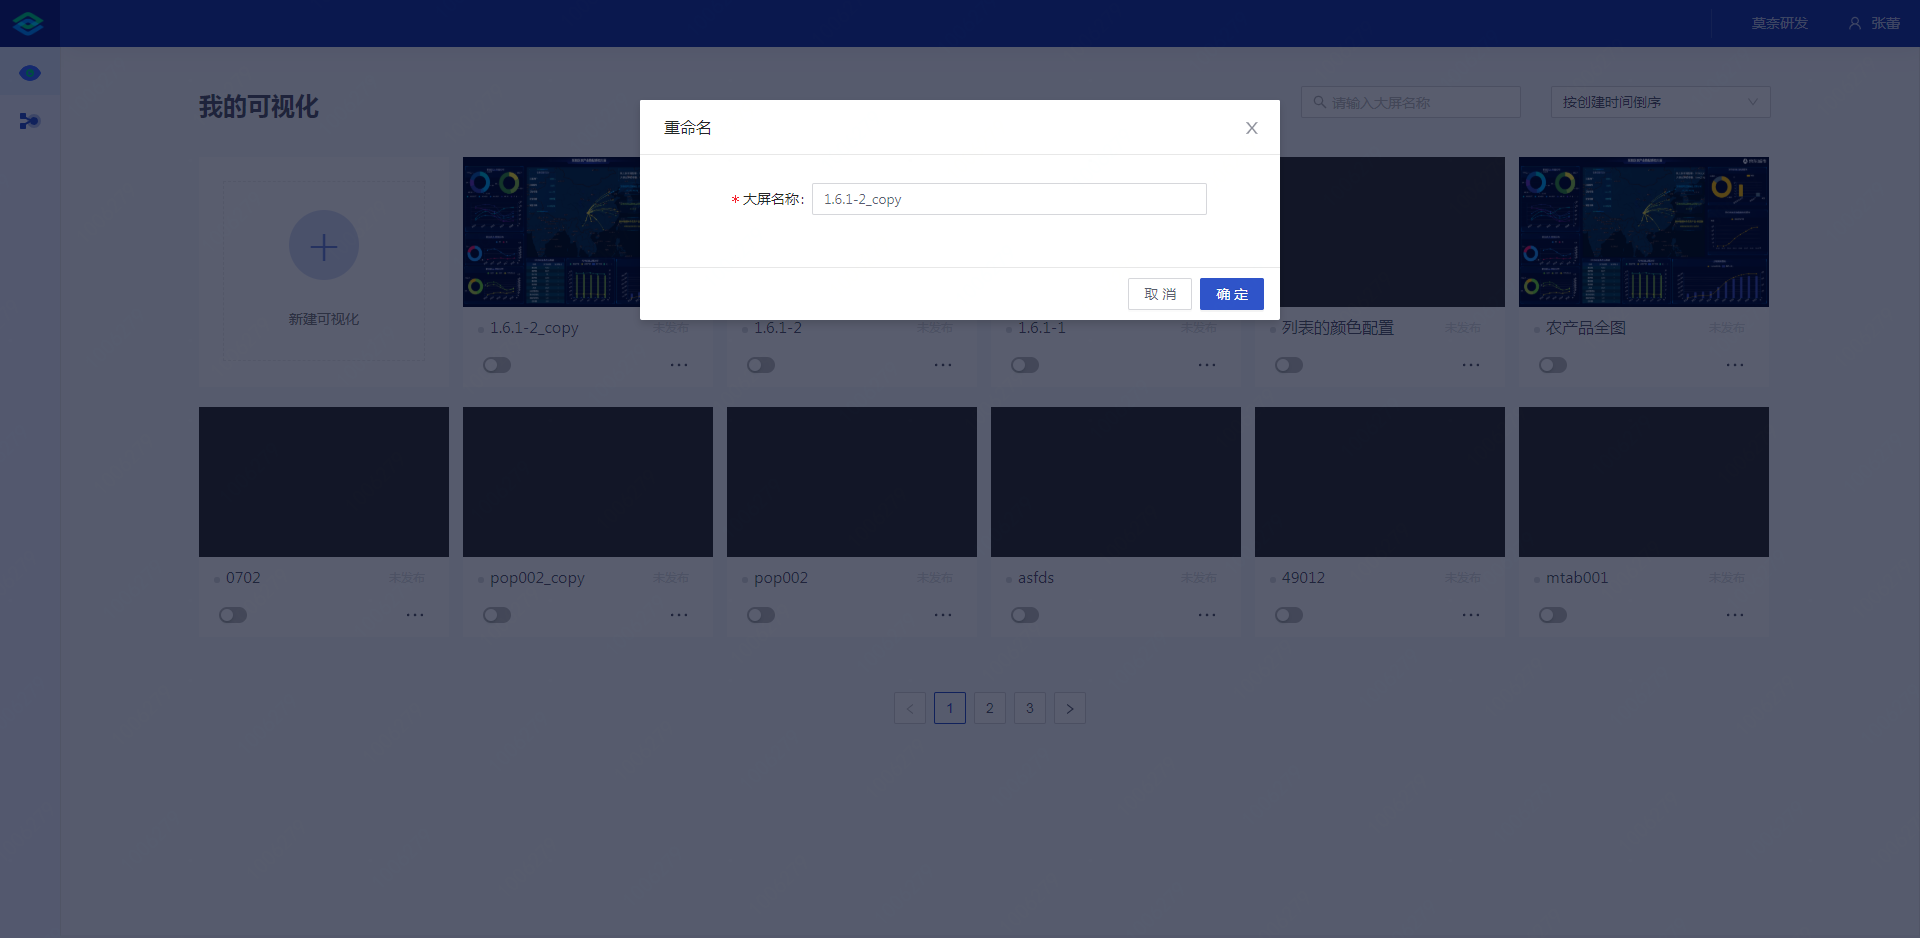 莫奈研发
张蕾
我的可视化
请输入大屏名称
按创建时间倒序
重命名
X
*大屏名称:
1.6.1-2_copy
取 消
确 定
新建可视化
1.6.1-2_copy
未发布
1.6.1-2
未发布
1.6.1-1
未发布
列表的颜色配置
未发布
农产品全图
未发布
0702
未发布
pop002_copy
未发布
pop002
未发布
asfds
未发布
49012
未发布
mtab001
未发布
< 1 2 3 >